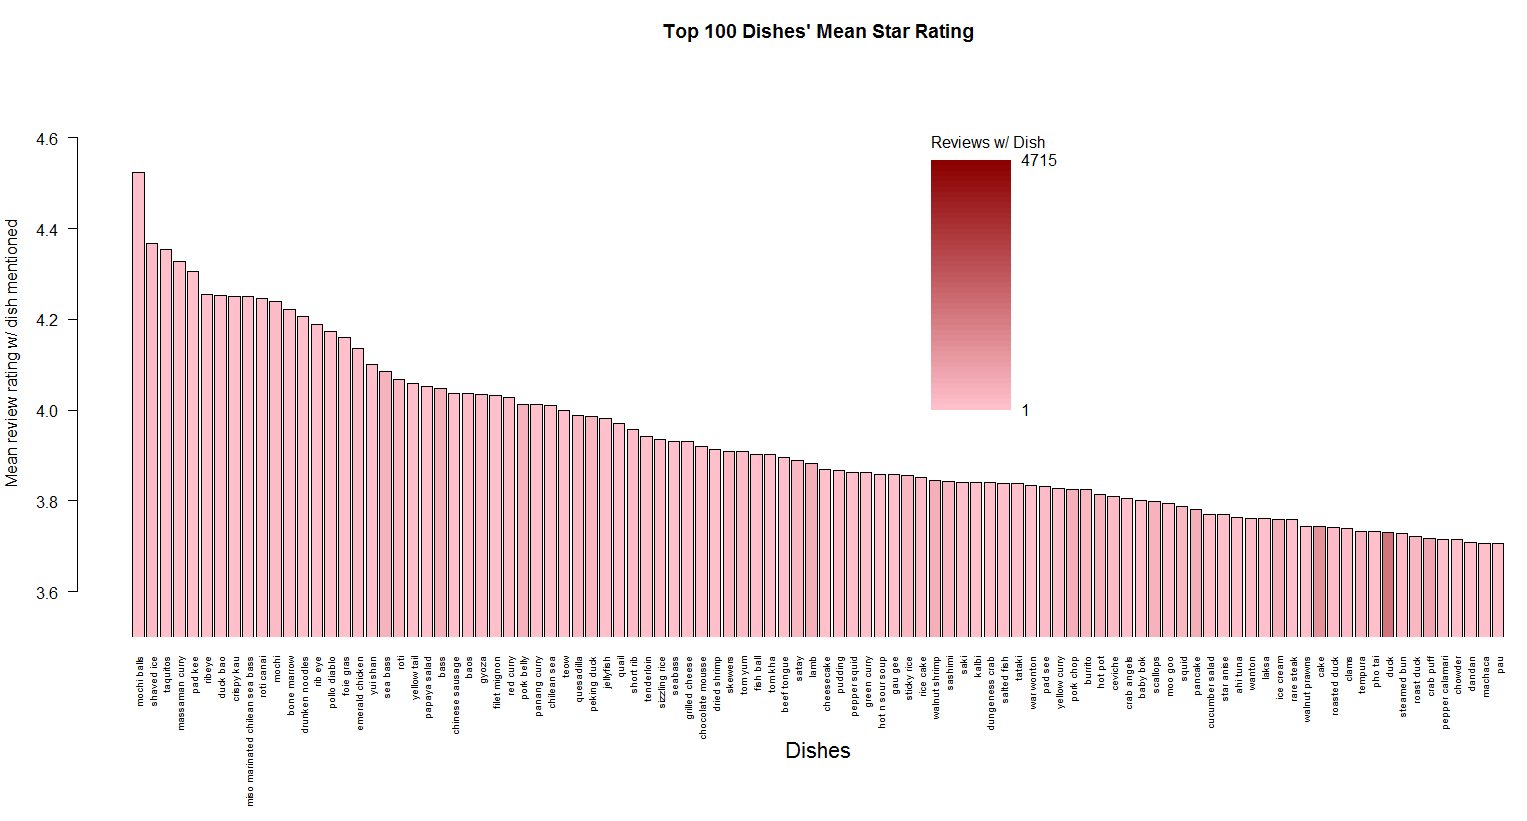 Top 100 Dishes' Mean Star Rating
Reviews w/ Dish
4715
1
Mean review rating w/ dish mentioned
4.6
4.4
4.2
4.0
3.8
3.6
mochi balls
shaved ice
taquitos
massaman curry
pad kee
ribeye
duck bao
crispy kau
miso marinated chilean sea bass
roti canai
mochi
bone marrow
drunken noodles
rib eye
pollo diablo
foie gras
emerald chicken
yui shan
sea bass
roti
yellow tail
papaya salad
bass
chinese sausage
baos
gyoza
filet mignon
red curry
pork belly
panang curry
chilean sea
teow
quesadilla
peking duck
jellyfish
quail
short rib
tenderloin
sizzling rice
seabass
grilled cheese
chocolate mousse
dried shrimp
skewers
tom yum
fish ball
tom kha
beef tongue
satay
lamb
cheesecake
pudding
pepper squid
green curry
hot n sour soup
gau gee
sticky rice
rice cake
walnut shrimp
sashimi
saki
kalbi
dungeness crab
salted fish
tataki
war wonton
pad see
yellow curry
pork chop
burrito
hot pot
ceviche
crab angels
baby bok
scallops
moo goo
squid
pancake
cucumber salad
star anise
ahi tuna
wanton
laksa
ice cream
rare steak
walnut prawns
cake
roasted duck
clams
tempura
pho tai
duck
steamed bun
roast duck
crab puff
pepper calamari
chowder
dandan
machaca
pau
Dishes